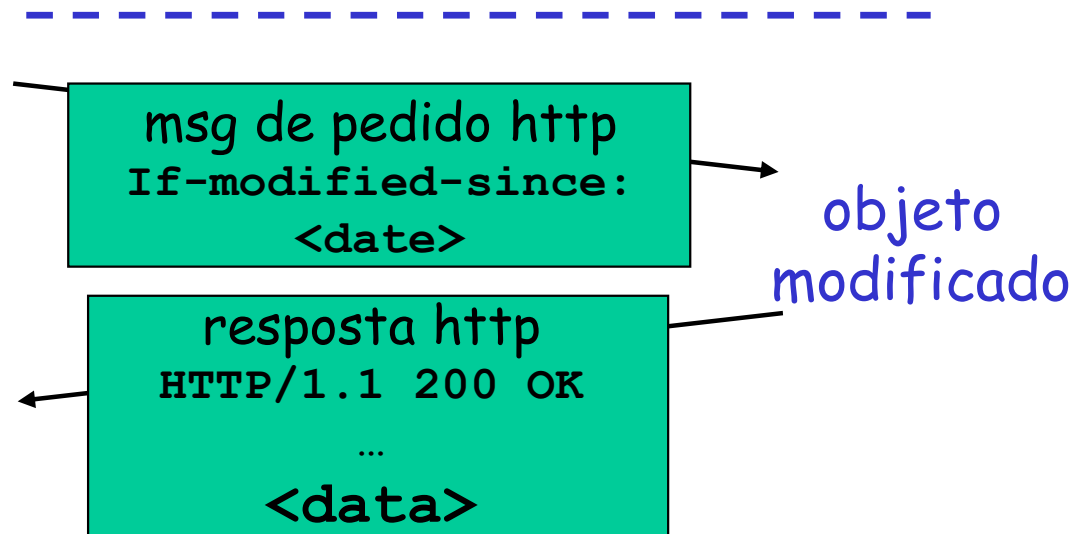 msg de pedido http
If-modified-since:
<date>
objeto
modificado
resposta http
HTTP/1.1 200 OK
…
<data>